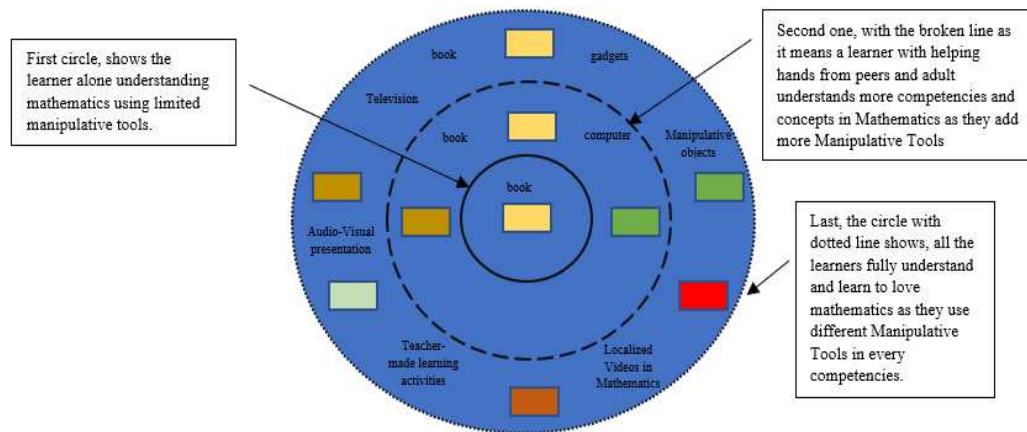 First circle, shows the
learner alone understanding
mathematics using limited
manipulative tools.
book
gadgets
Television
book
computer
Manipulative
objects
book
Audio-Visual
presentation
Teacher-
made learning
activities
Localized
Videos in
Mathematics
Second one, with the broken line as
it means a learner with helping
hands from peers and adult
understands more competencies and
concepts in Mathematics as they add
more Manipulative Tools
Last, the circle with
dotted line shows, all the
learners fully understand
and learn to love
mathematics as they use
different Manipulative
Tools in every
competencies.